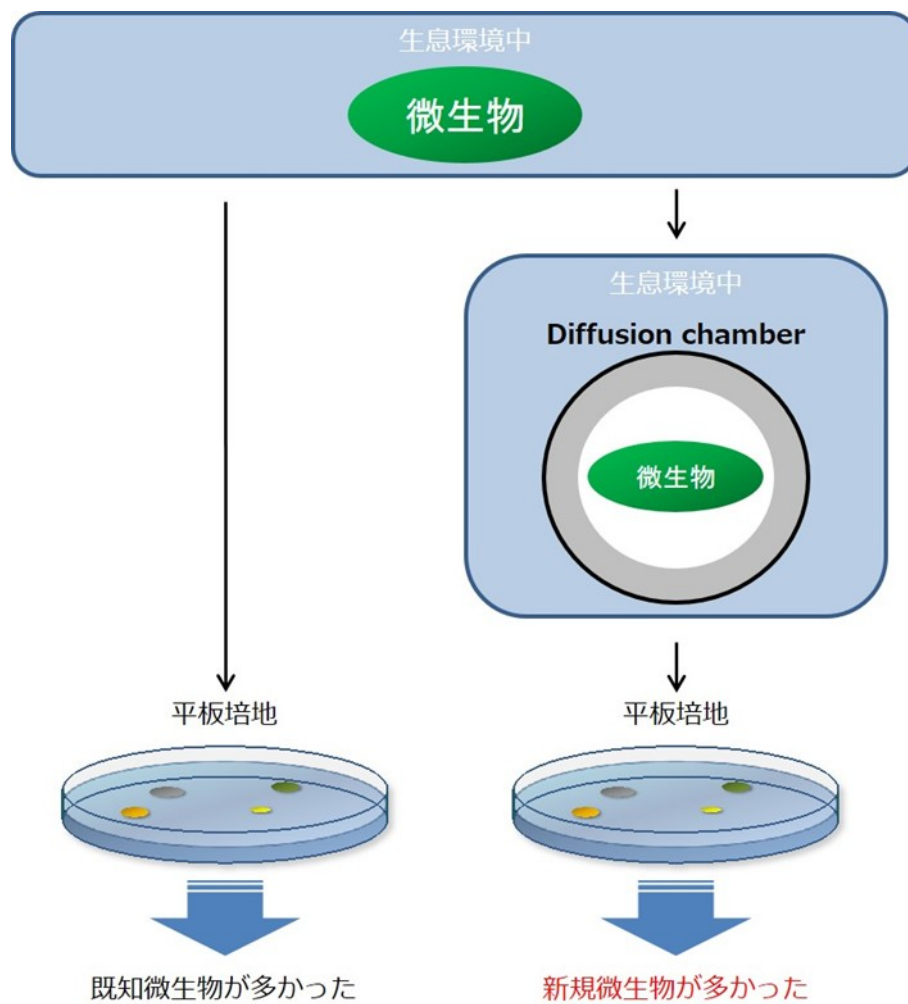 生息環境中
微生物
生息環境中
Diffusion chamber
微生物
平板培地
平板培地
既知微生物が多かった
新規微生物が多かった